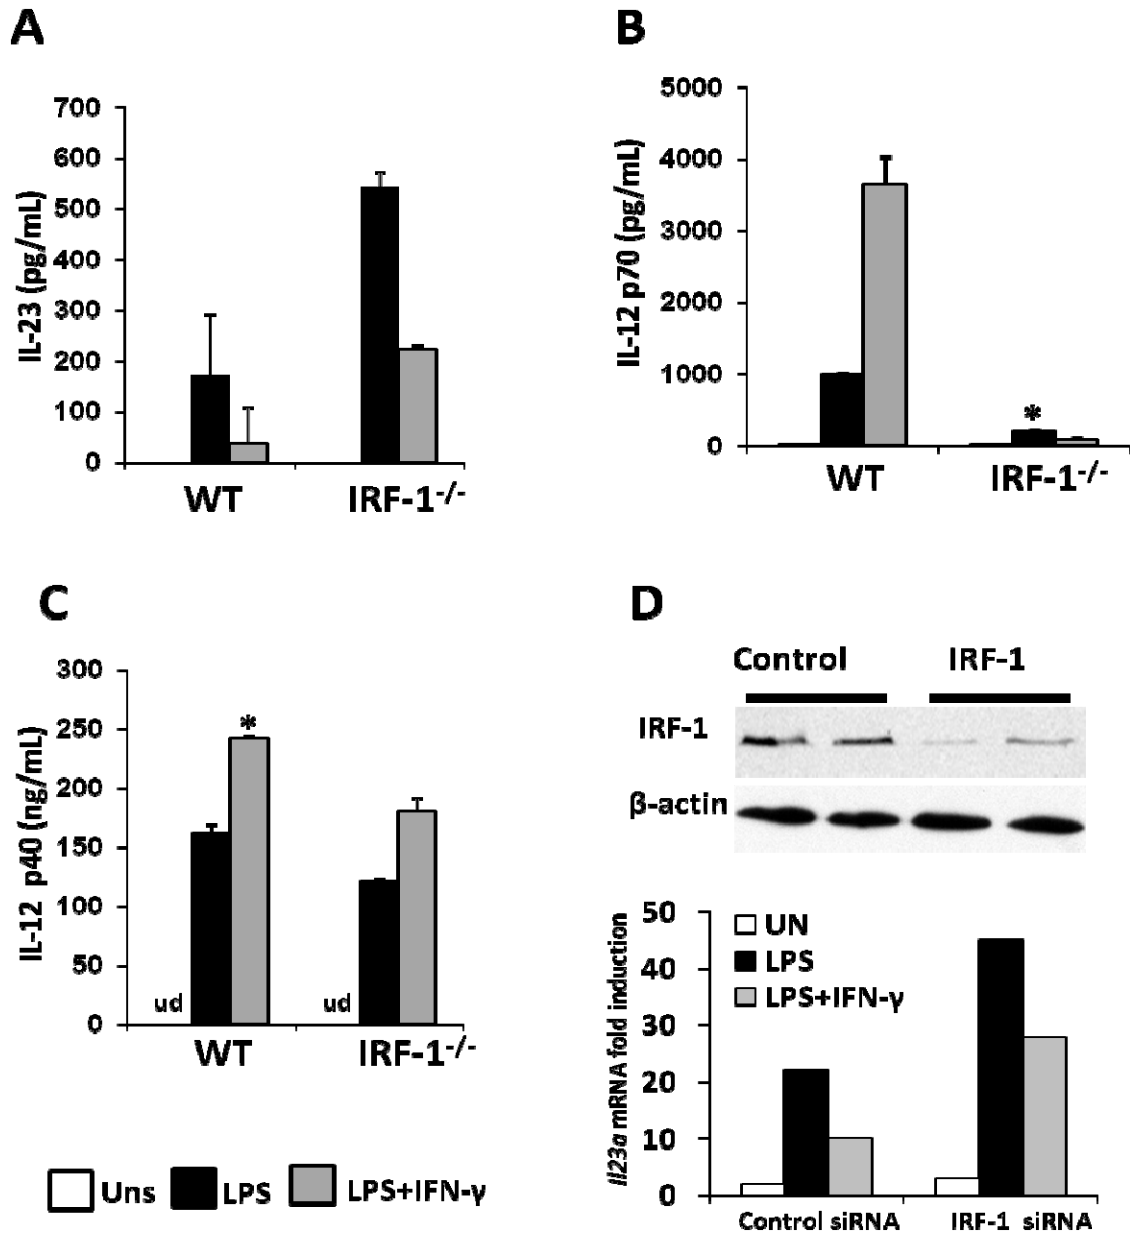 A
IL-23 (pg/mL)
700
600
500
400
300
200
100
0
WT IRF-1-/-
B
IL-12 p70 (pg/mL)
5000
4000
3000
2000
1000
0
*
WT IRF-1-/-
C
IL-12 p40 (ng/mL)
300
250
200
150
100
50
0
ud
*
ud
WT IRF-1-/-
Uns LPS LPS+IFN-γ
D
Control IRF-1
IRF-1
β-actin
Il23a mRNA fold induction
50
40
30
20
10
0
UN
LPS
LPS+IFN-γ
Control siRNA IRF-1 siRNA